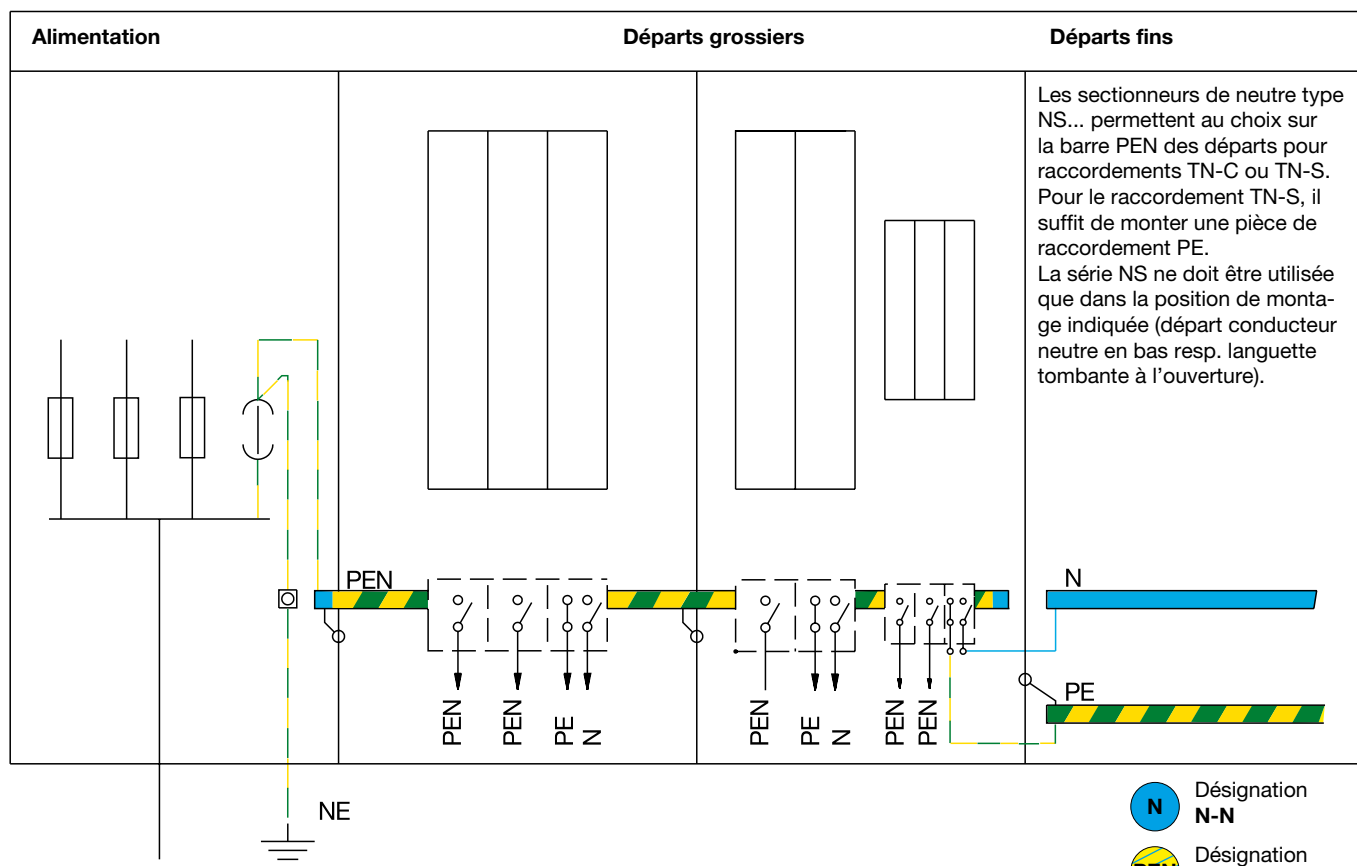 Alimentation
Départs grossiers
Départs fins
Les sectionneurs de neutre type
NS... permettent au choix sur
la barre PEN des départs pour
raccordements TN-C ou TN-S.
Pour le raccordement TN-S, il
suffit de monter une pièce de
raccordement PE.
La série NS ne doit être utilisée
que dans la position de monta-
ge indiquée (départ conducteur
neutre en bas resp. languette
tombante à l'ouverture).
PEN
N
PE
PEN
PEN
PE
N
PEN
PE
N
PEN
PEN
NE
N
Désignation
N-N
PEN
Désignation